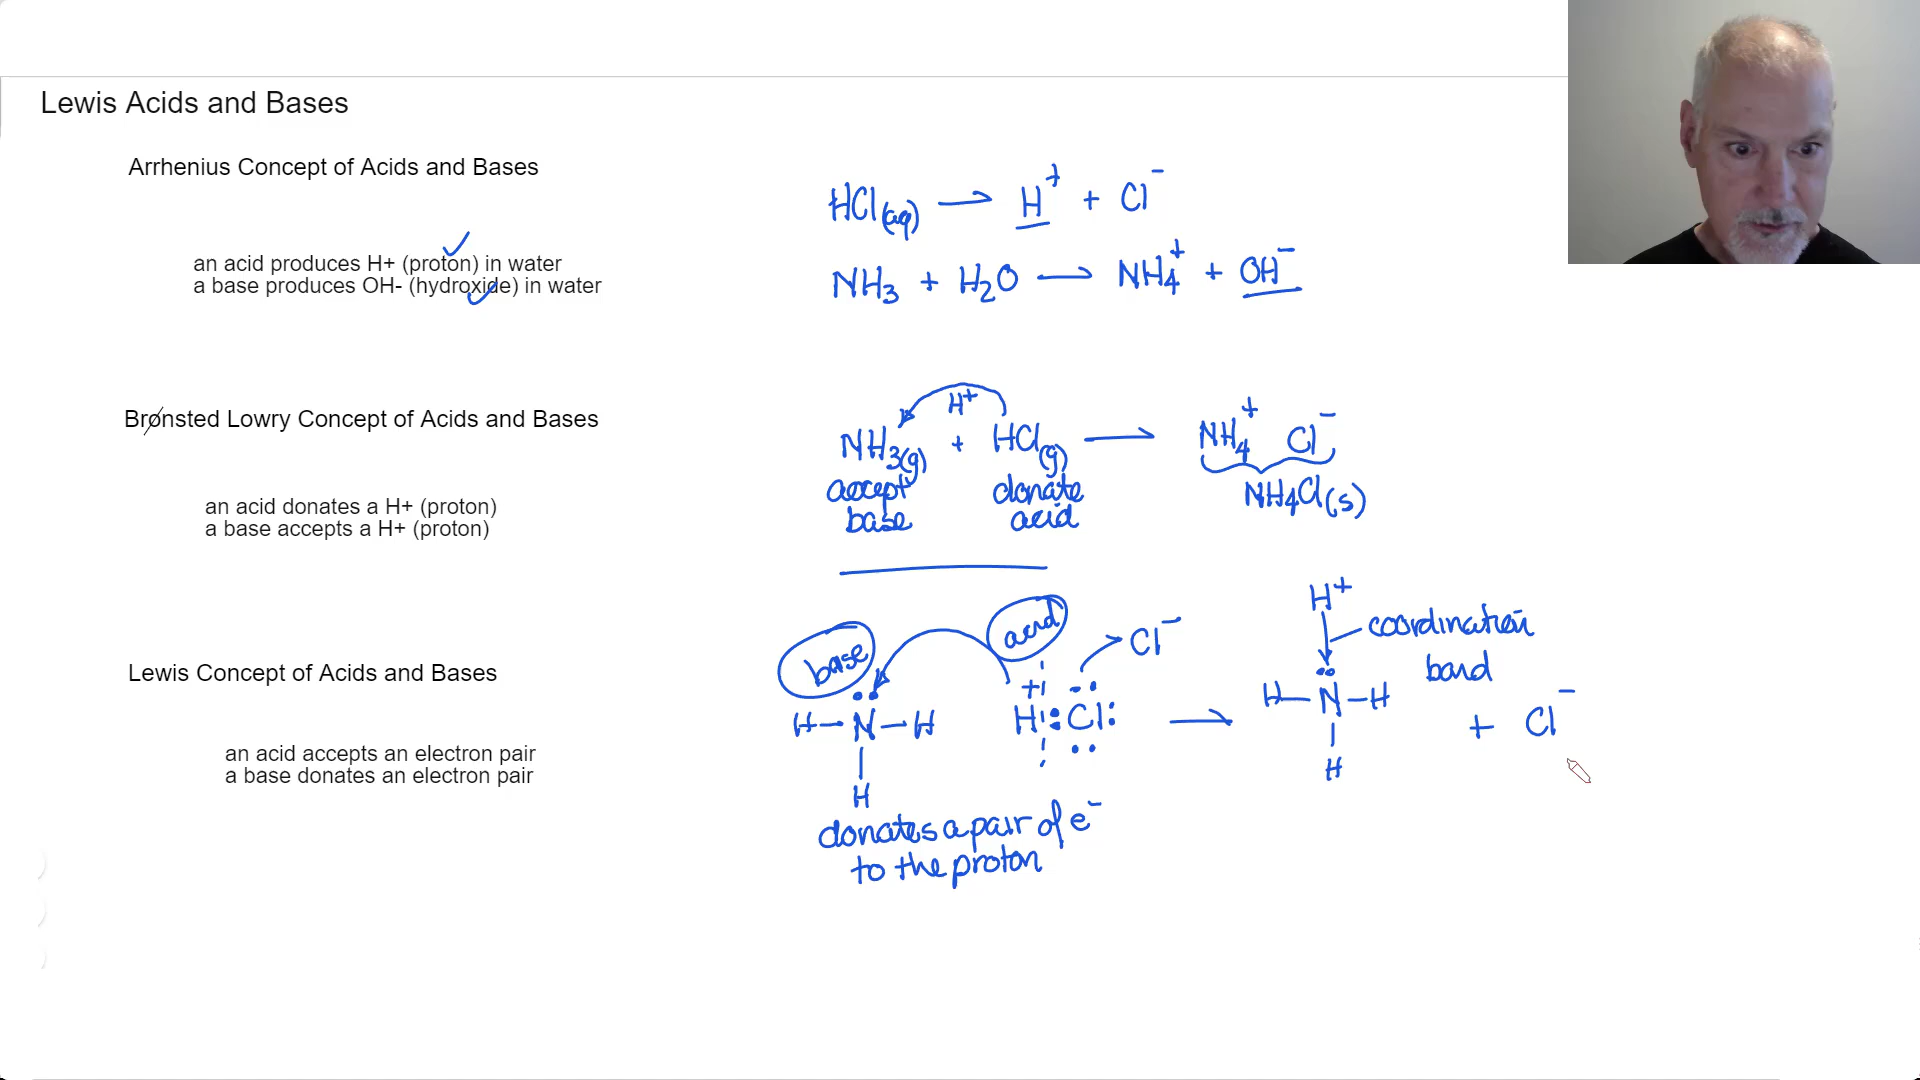 Lewis Acids and Bases
Arrhenius Concept of Acids and Bases
HCl(aq) → H⁺ + Cl⁻
an acid produces H+ (proton) in water
a base produces OH- (hydroxide) in water
NH₃ + H₂O → NH₄⁺ + OH⁻
Brønsted Lowry Concept of Acids and Bases
H⁺
NH₃(g) + HCl(g) → NH₄⁺ Cl⁻
accept donate NH₄Cl(s)
base acid
an acid donates a H+ (proton)
a base accepts a H+ (proton)
Lewis Concept of Acids and Bases
base acid Cl⁻
H–N–H H:Cl: →
H
H⁺
coordination
bond
H–N–H + Cl⁻
H
an acid accepts an electron pair
a base donates an electron pair
donates a pair of e⁻
to the proton